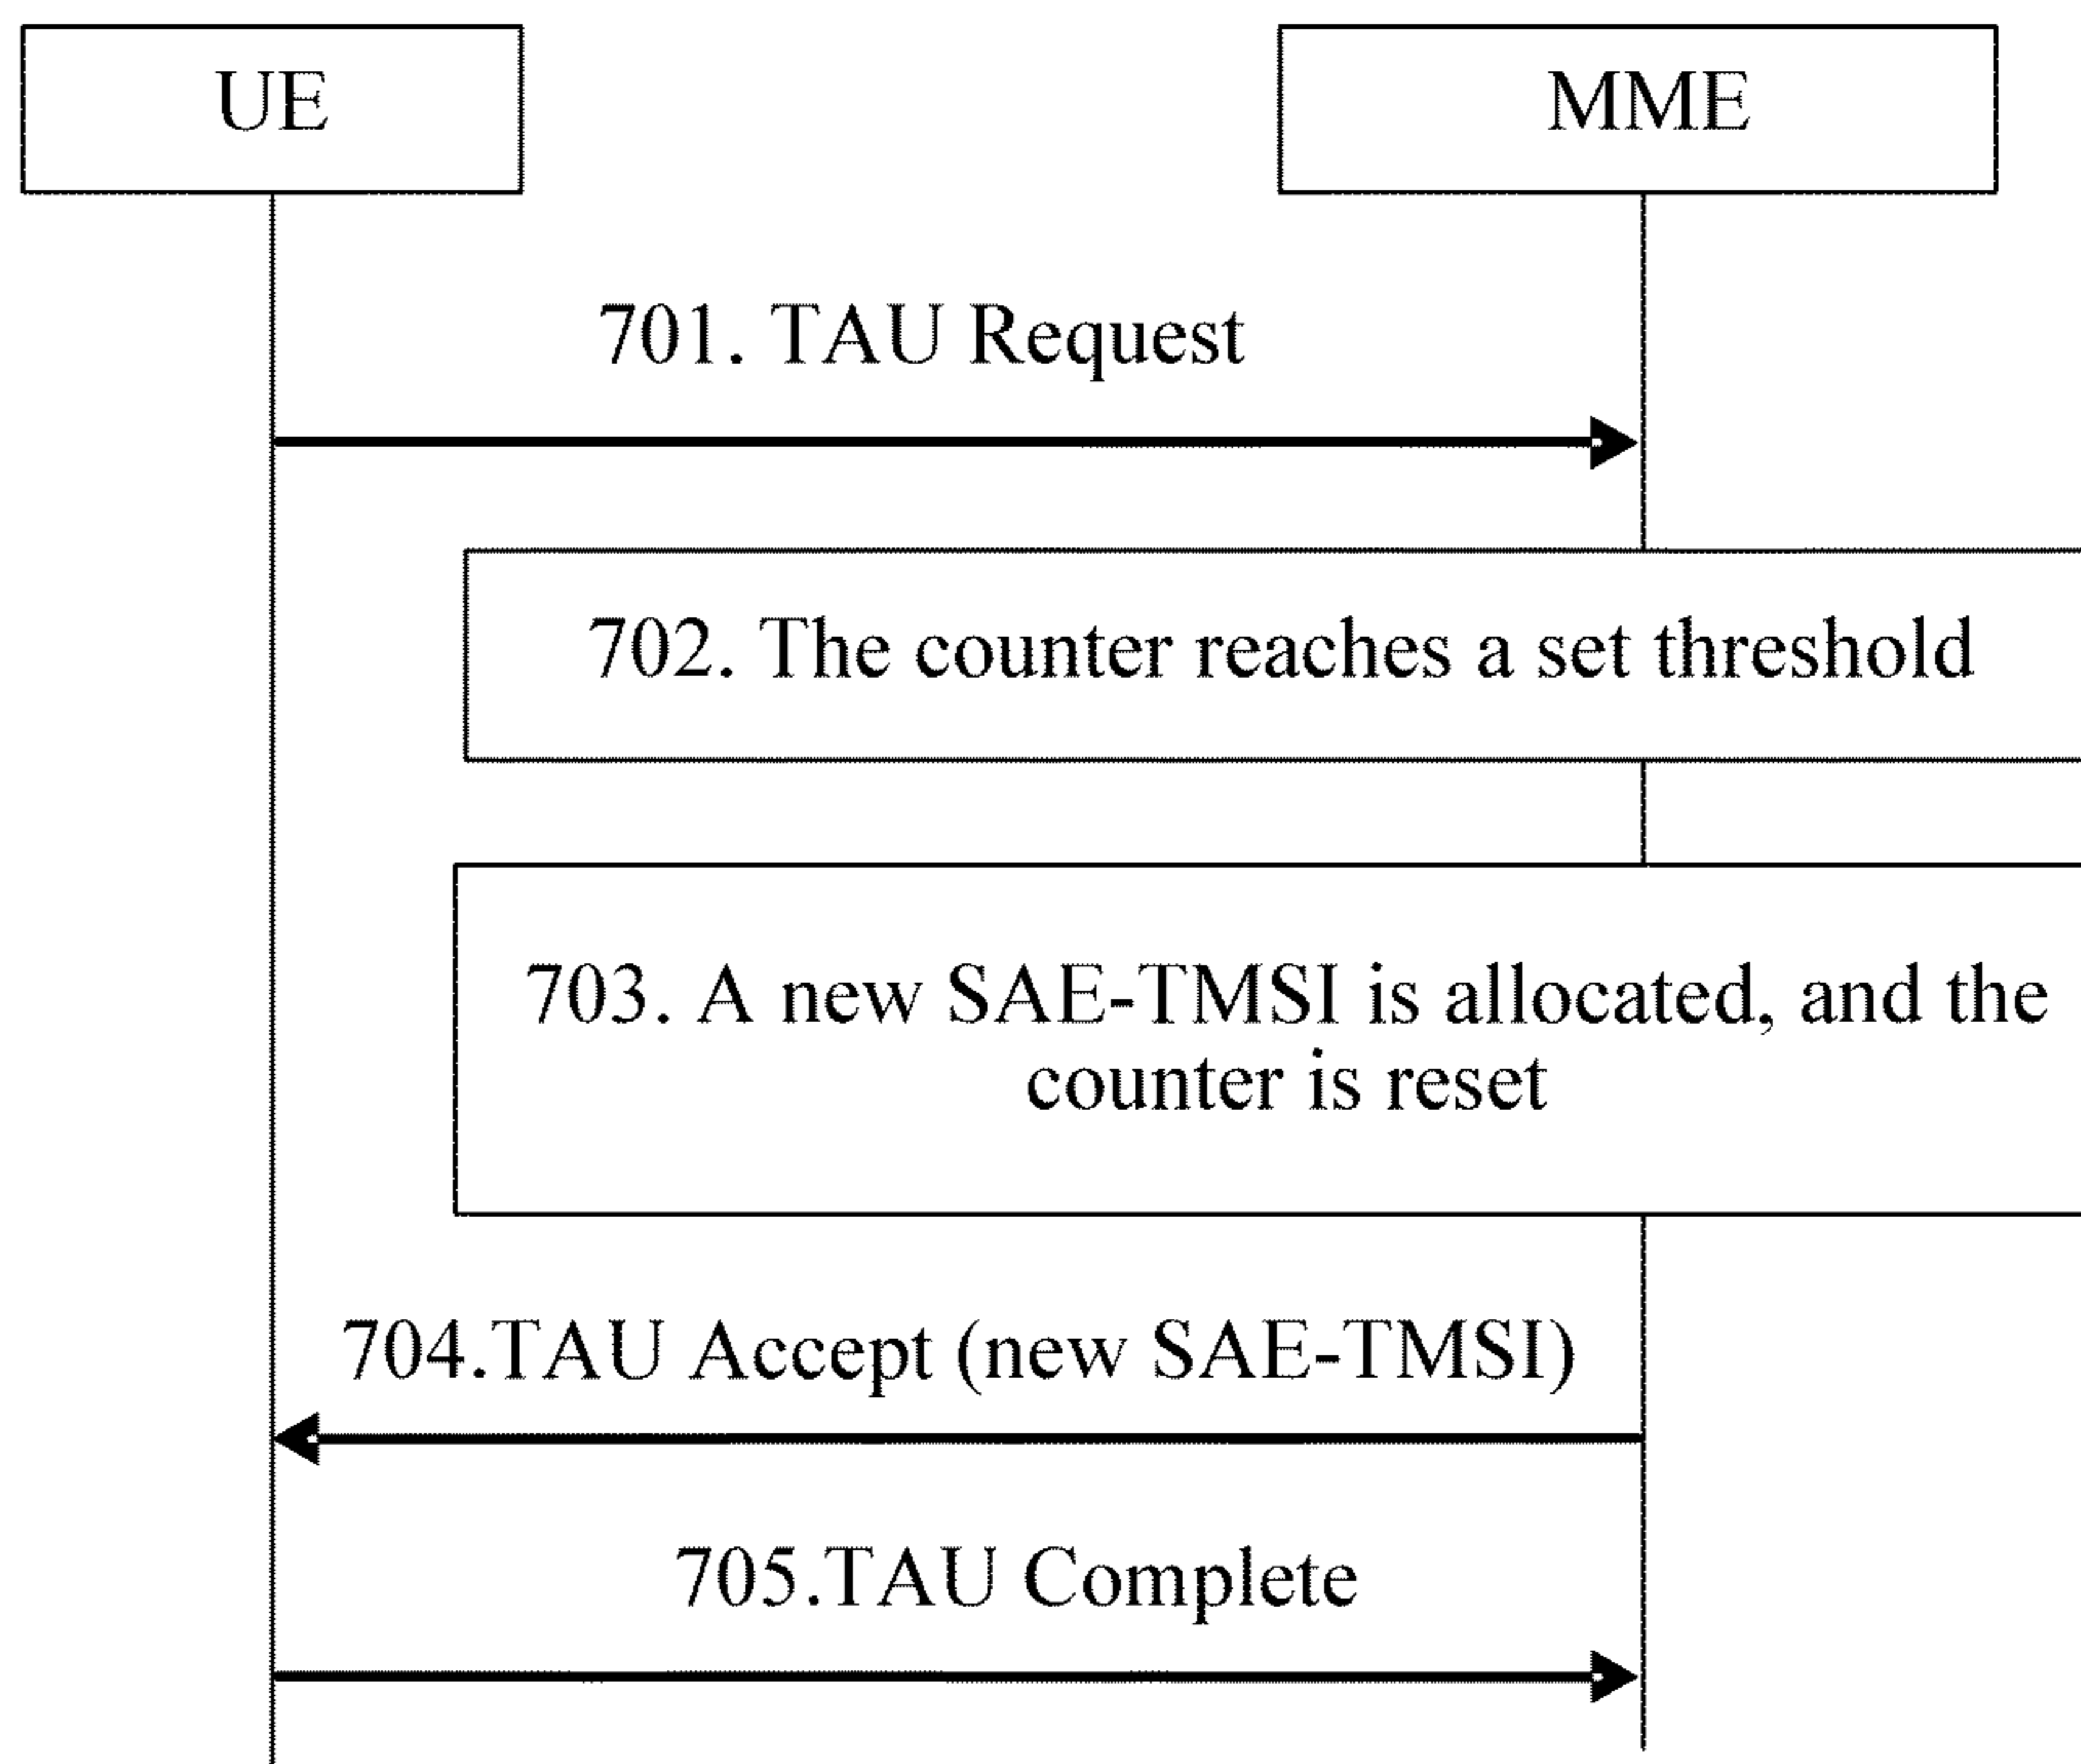 UE
MME
701. TAU Request
702. The counter reaches a set threshold
703. A new SAE-TMSI is allocated, and the
counter is reset
704.TAU Accept (new SAE-TMSI)
705.TAU Complete